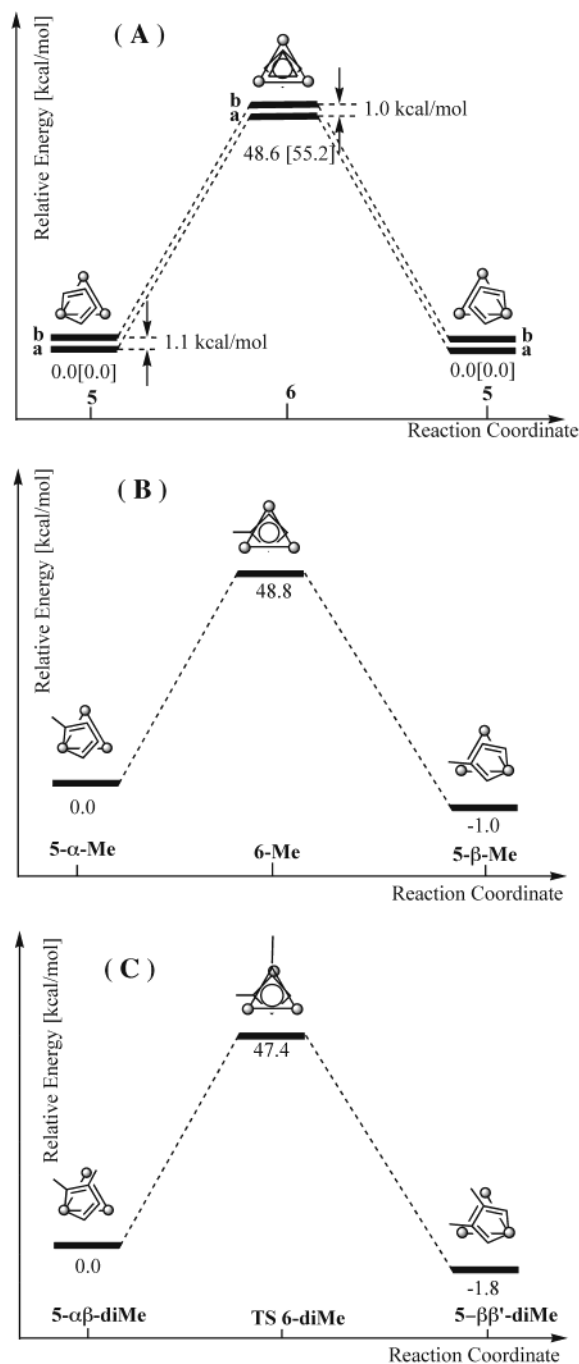 ( A )
Relative Energy [kcal/mol]
b
a
1.0 kcal/mol
48.6 [55.2]
b
a
1.1 kcal/mol
0.0[0.0]
b
a
0.0[0.0]
5
6
5
Reaction Coordinate
( B )
Relative Energy [kcal/mol]
48.8
0.0
-1.0
5-α-Me
6-Me
5-β-Me
Reaction Coordinate
( C )
Relative Energy [kcal/mol]
47.4
0.0
-1.8
5-αβ-diMe
TS 6-diMe
5-ββ'-diMe
Reaction Coordinate